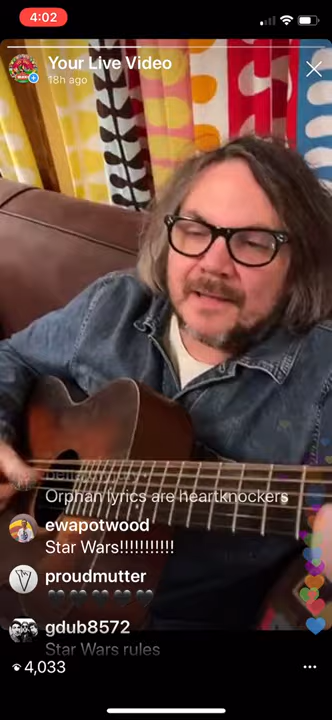 4:02
Your Live Video
18h ago
Orphan lyrics are heartknockers
ewapotwood
Star Wars!!!!!!!!!!!
proudmutter
🖤🖤🖤🖤🖤
gdub8572
Star Wars rules
4,033